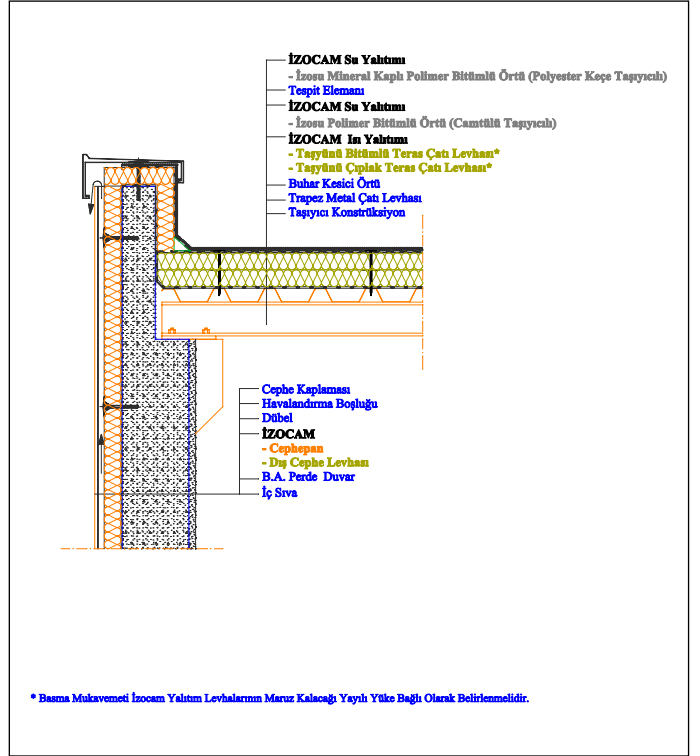 İZOCAM Su Yalıtımı
- İzosu Mineral Kaplı Polimer Bitümlü Örtü (Polyester Keçe Taşıyıcılı)
Tespit Elemanı
İZOCAM Su Yalıtımı
- İzosu Polimer Bitümlü Örtü (Camtülü Taşıyıcılı)
İZOCAM Isı Yalıtımı
- Taşyünü Bitümlü Teras Çatı Levhası*
- Taşyünü Çıplak Teras Çatı Levhası*
Buhar Kesici Örtü
Trapez Metal Çatı Levhası
Taşıyıcı Konstrüksiyon
Cephe Kaplaması
Havalandırma Boşluğu
Dübel
İZOCAM
- Cephepan
- Dış Cephe Levhası
B.A. Perde Duvar
İç Sıva
* Basma Mukavemeti İzocam Yalıtım Levhalarının Maruz Kalacağı Yayılı Yüke Bağlı Olarak Belirlenmelidir.